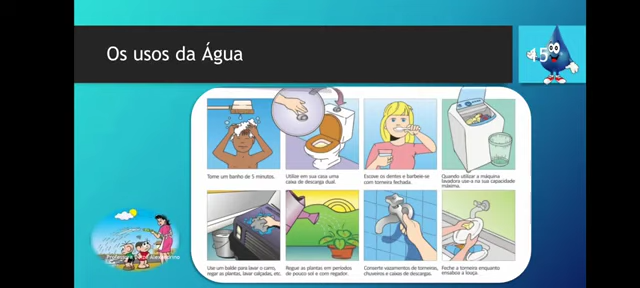 Os usos da Água
15
Tome um banho de 5 minutos.
Utilize em sua casa uma
caixa de descarga dual.
Escove os dentes e barbeie-se
com torneira fechada.
Quando utilizar a máquina
lavadora use-a na sua capacidade
máxima.
Use um balde para lavar o carro,
regar as plantas, lavar calçadas, etc.
Regue as plantas em períodos
de pouco sol e com regador.
Conserte vazamentos de torneiras,
chuveiros e caixas de descargas.
Feche a torneira enquanto
ensaboa a louça.